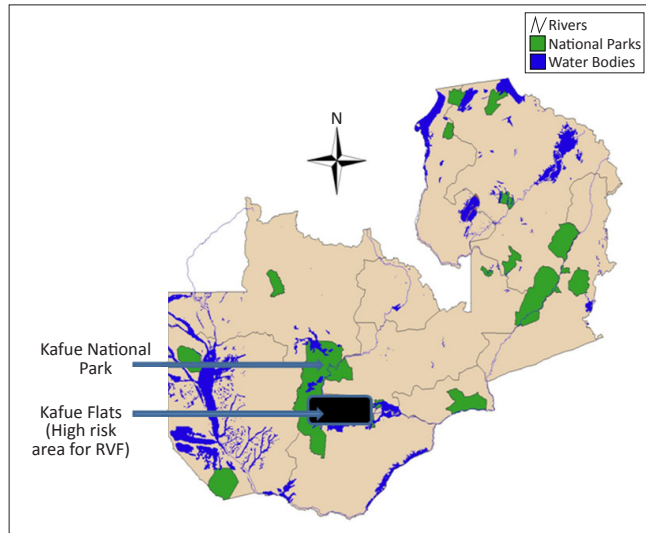 Rivers
National Parks
Water Bodies
N
Kafue National
Park
Kafue Flats
(High risk
area for RVF)